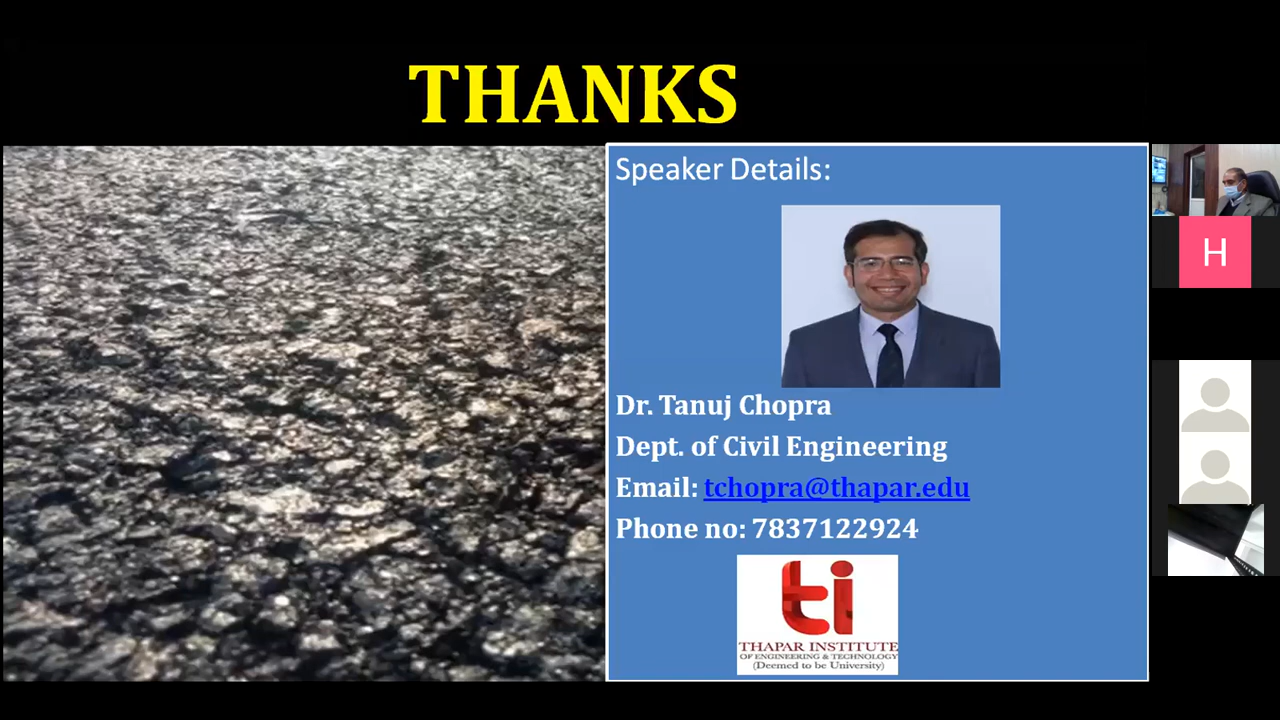 THANKS
Speaker Details:
Dr. Tanuj Chopra
Dept. of Civil Engineering
Email: tchopra@thapar.edu
Phone no: 7837122924
ti
THAPAR INSTITUTE
OF ENGINEERING & TECHNOLOGY
(Deemed to be University)
H